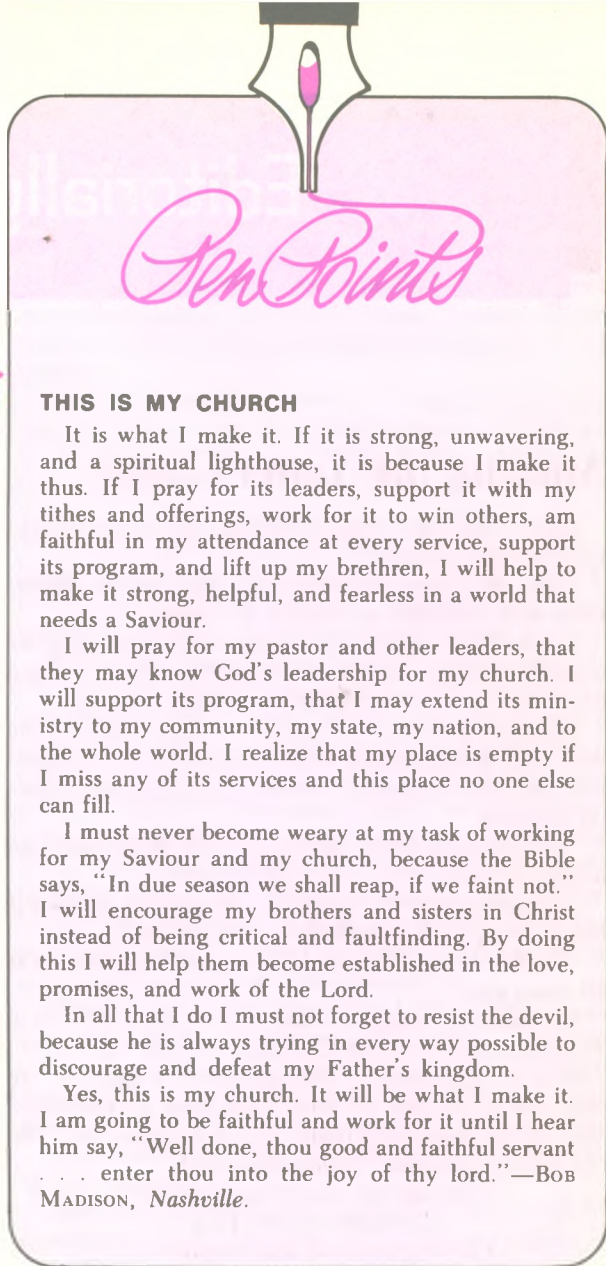 Pen Points
THIS IS MY CHURCH
It is what I make it. If it is strong, unwavering,
and a spiritual lighthouse, it is because I make it
thus. If I pray for its leaders, support it with my
tithes and offerings, work for it to win others, am
faithful in my attendance at every service, support
its program, and lift up my brethren, I will help to
make it strong, helpful, and fearless in a world that
needs a Saviour.
I will pray for my pastor and other leaders, that
they may know God's leadership for my church. I
will support its program, that I may extend its min-
istry to my community, my state, my nation, and to
the whole world. I realize that my place is empty if
I miss any of its services and this place no one else
can fill.
I must never become weary at my task of working
for my Saviour and my church, because the Bible
says, "In due season we shall reap, if we faint not."
I will encourage my brothers and sisters in Christ
instead of being critical and faultfinding. By doing
this I will help them become established in the love,
promises, and work of the Lord.
In all that I do I must not forget to resist the devil,
because he is always trying in every way possible to
discourage and defeat my Father's kingdom.
Yes, this is my church. It will be what I make it.
I am going to be faithful and work for it until I hear
him say, "Well done, thou good and faithful servant
. . . enter thou into the joy of thy lord."—BOB
MADISON, Nashville.